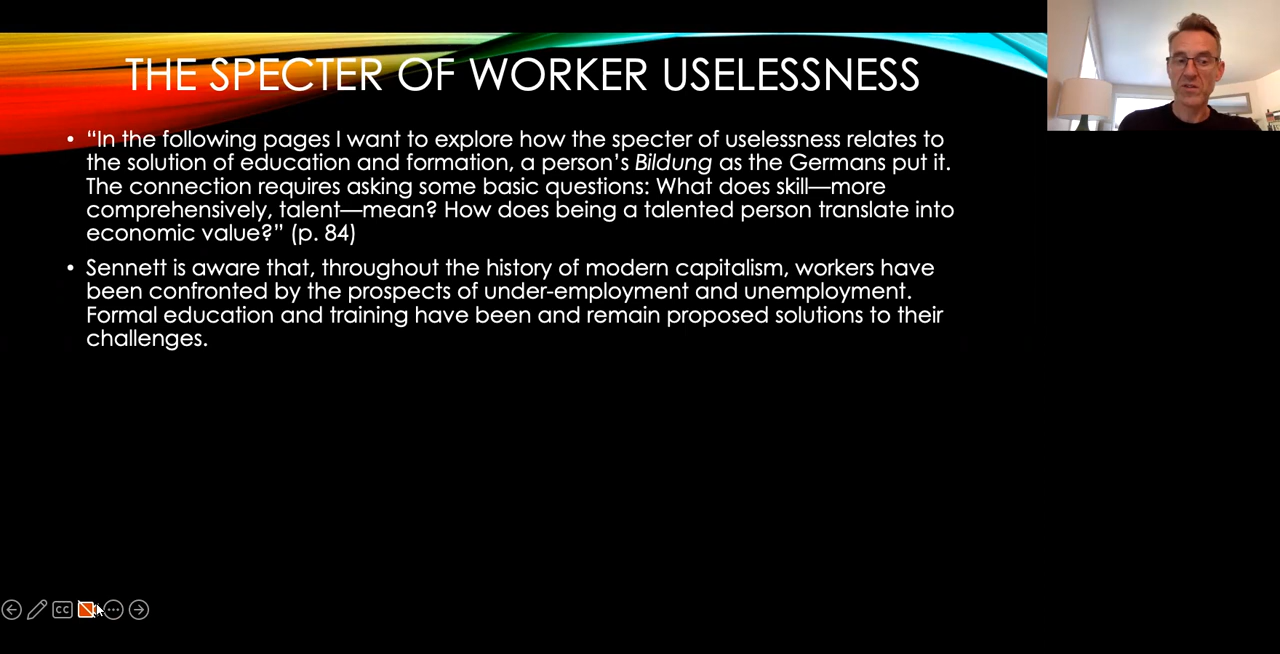 THE SPECTER OF WORKER USELESSNESS
• “In the following pages I want to explore how the specter of uselessness relates to
the solution of education and formation, a person’s Bildung as the Germans put it.
The connection requires asking some basic questions: What does skill—more
comprehensively, talent—mean? How does being a talented person translate into
economic value?” (p. 84)
• Sennett is aware that, throughout the history of modern capitalism, workers have
been confronted by the prospects of under-employment and unemployment.
Formal education and training have been and remain proposed solutions to their
challenges.
CC